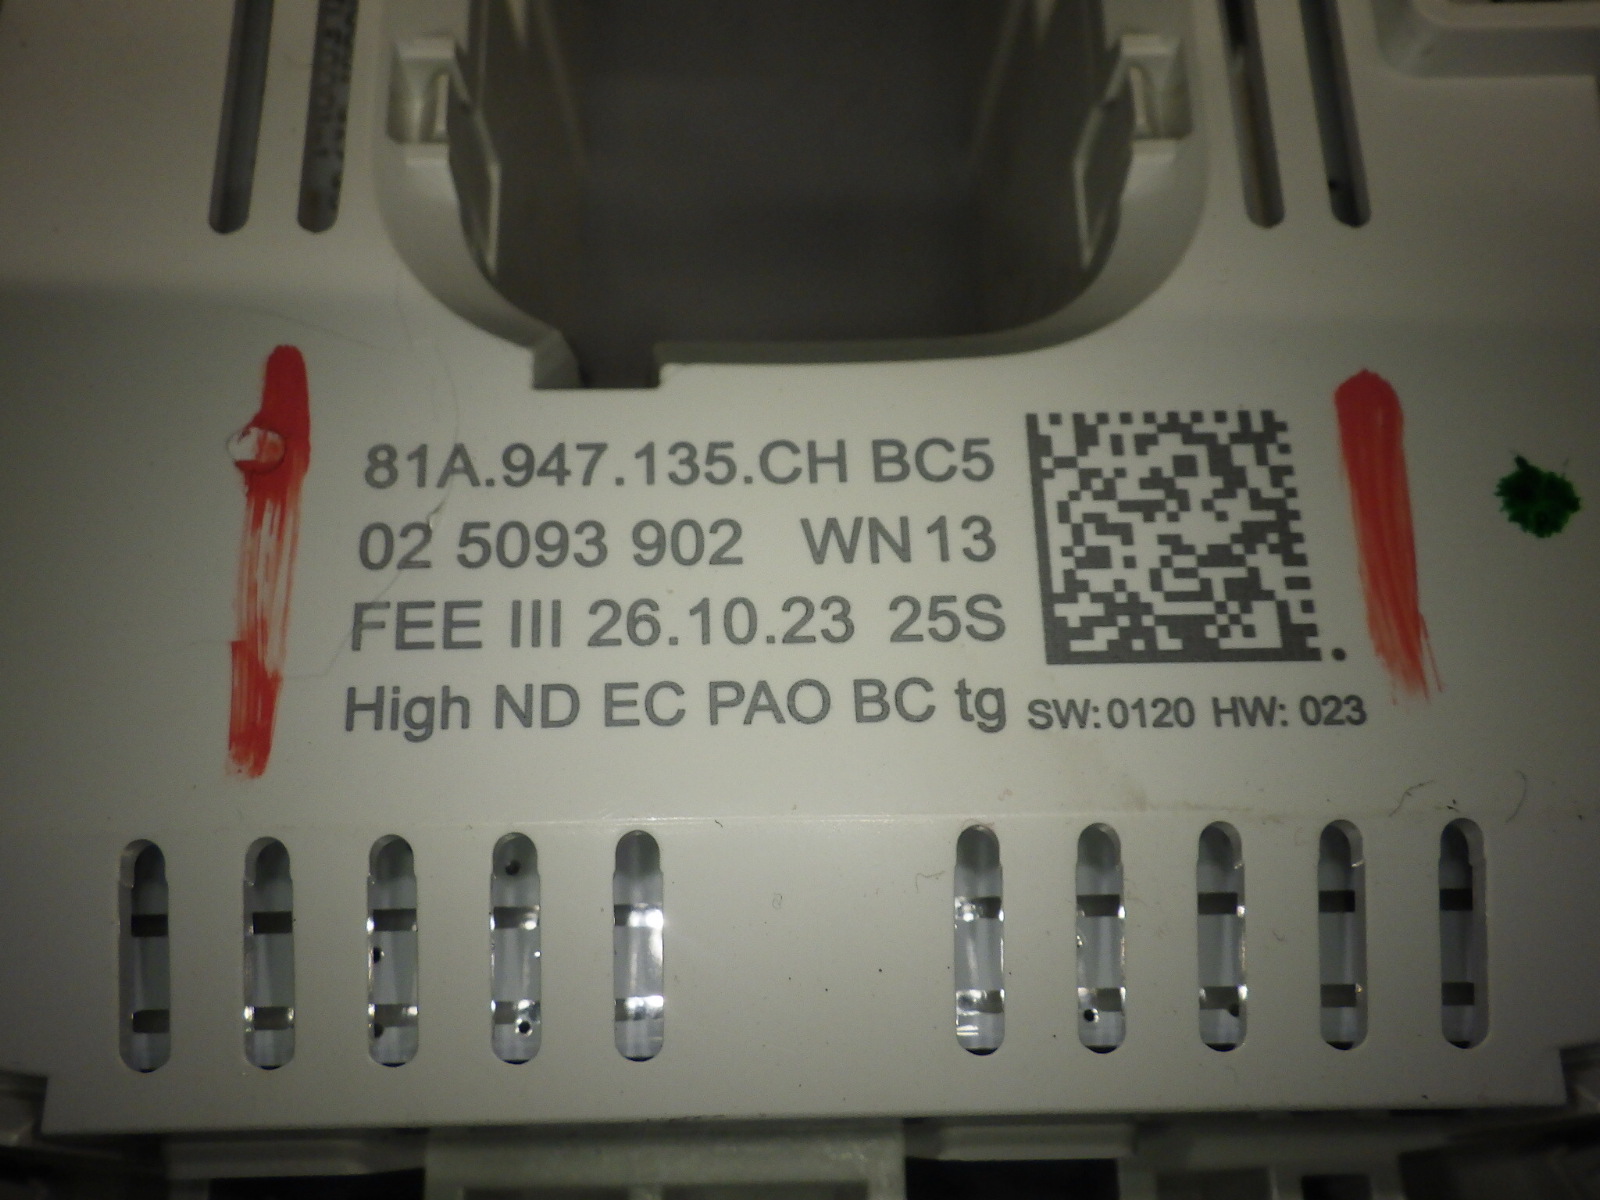 81A.947.135.CH BC5
02 5093 902 WN13
FEE III 26.10.23 25S
High ND EC PAO BC tg SW:0120 HW: 023